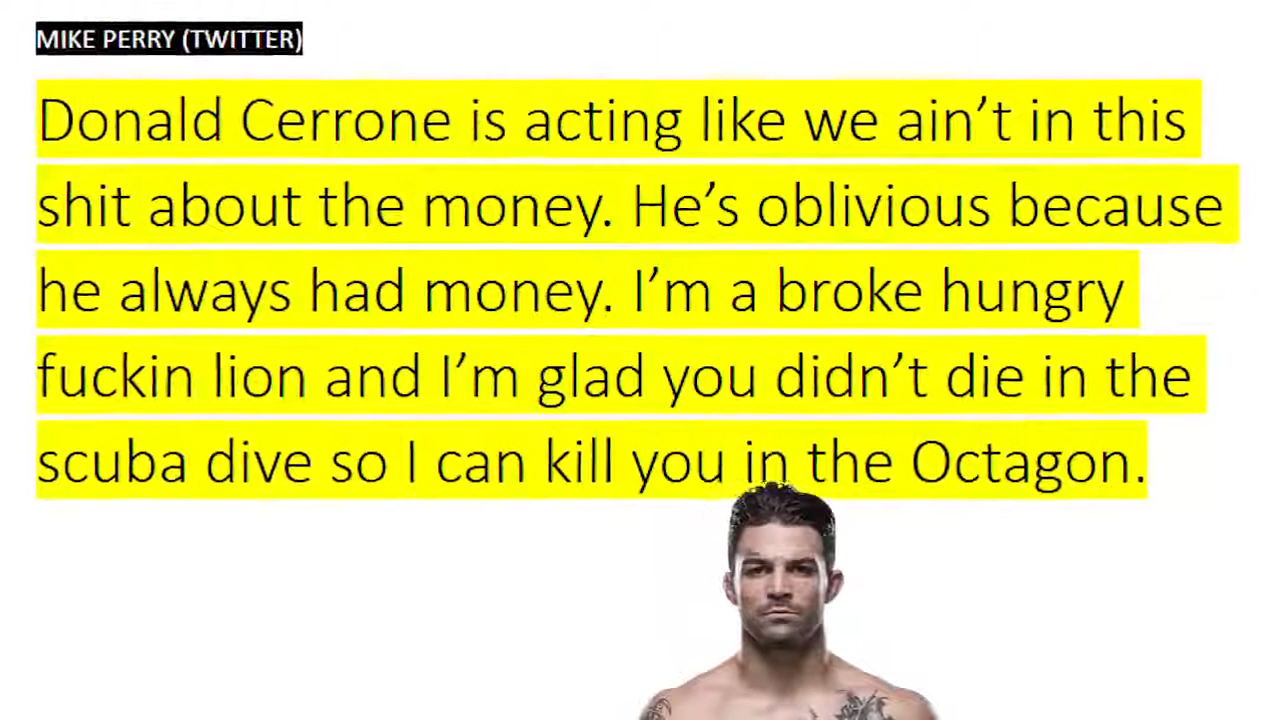 MIKE PERRY (TWITTER)
Donald Cerrone is acting like we ain’t in this
shit about the money. He’s oblivious because
he always had money. I’m a broke hungry
fuckin lion and I’m glad you didn’t die in the
scuba dive so I can kill you in the Octagon.